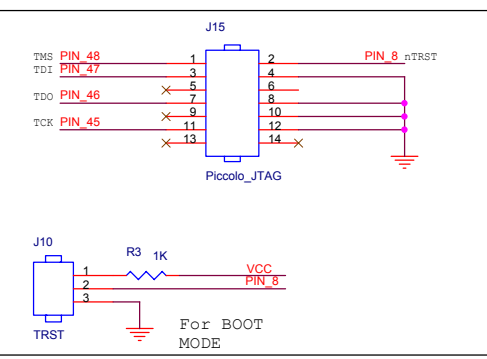 J15
TMS PIN_48 1 2 PIN_8 nTRST
TDI PIN_47 3 4
5 6
TDO PIN_46 7 8
9 10
TCK PIN_45 11 12
13 14
Piccolo_JTAG
J10
R3 1K
1 VCC
2 PIN_8
3
TRST
For BOOT
MODE